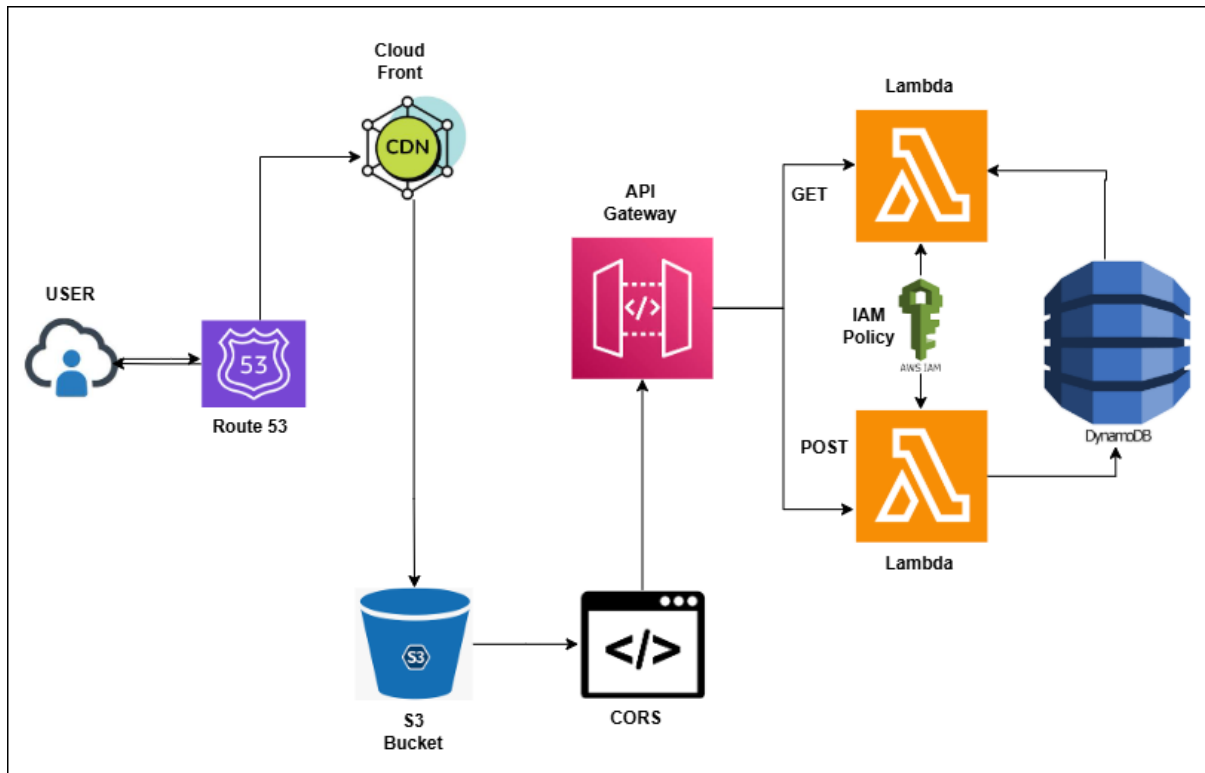 Cloud
Front
CDN
USER
53
Route 53
S3
S3
Bucket
</>
CORS
API
Gateway
</>
GET
POST
Lambda
IAM
Policy
AWS IAM
Lambda
DynamoDB